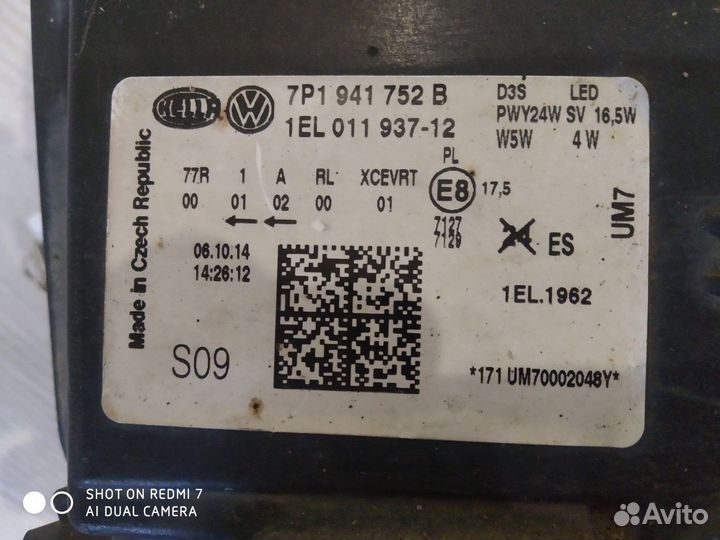 HELLA
7P1 941 752 B
1EL 011 937-12
D3S LED
PWY24W SV 16,5W
W5W 4 W
Made in Czech Republic
77R 1 A RL XCEVRT
00 01 02 00 01
PL
E8 17,5
7127
7129
24 ES
UM7
06.10.14
14:26:12
1EL.1962
S09
*171 UM70002048Y*
SHOT ON REDMI 7
AI DUAL CAMERA
Avito